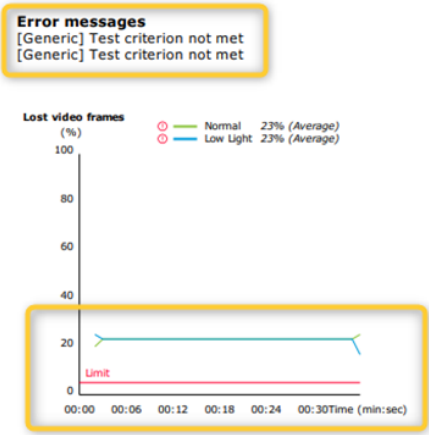 Error messages
[Generic] Test criterion not met
[Generic] Test criterion not met
Lost video frames
(%)
Normal 23% (Average)
Low Light 23% (Average)
100
80
60
40
20
Limit
0
00:00 00:06 00:12 00:18 00:24 00:30Time (min:sec)